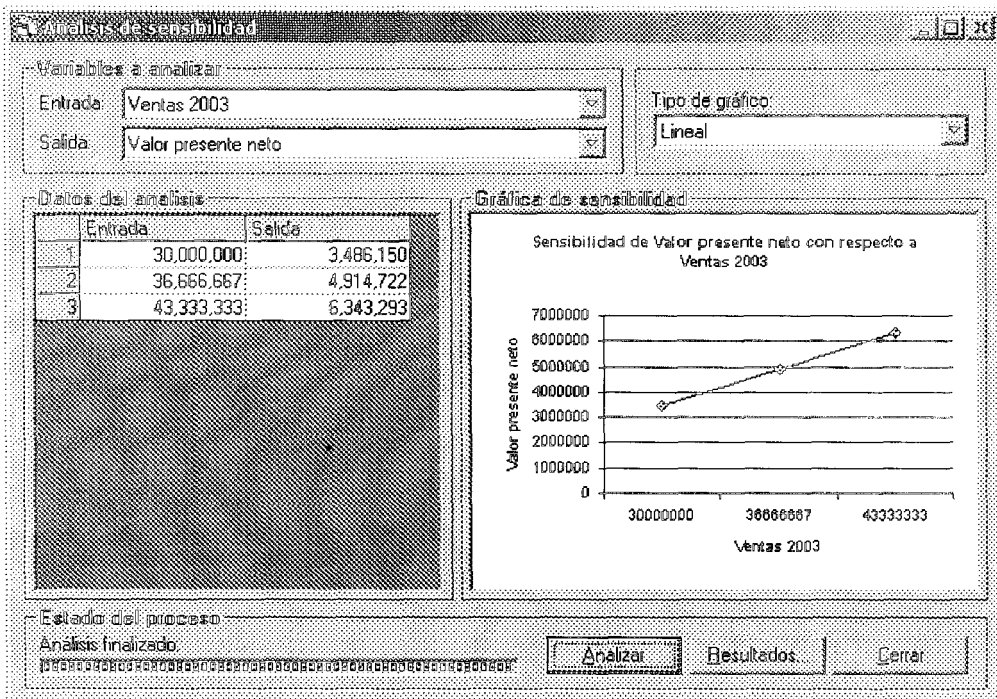 Analisis de sensibilidad
Variables a analizar
Entrada: Ventas 2003
Salida: Valor presente neto
Tipo de gráfico:
Lineal
Datos del analisis
Entrada Salida
1 30,000,000 3,486,150
2 36,666,667 4,914,722
3 43,333,333 6,343,293
Gráfica de sensibilidad
Sensibilidad de Valor presente neto con respecto a
Ventas 2003
Valor presente neto
7000000
6000000
5000000
4000000
3000000
2000000
1000000
0
30000000 36666667 43333333
Ventas 2003
Estado del proceso
Análisis finalizado.
Analizar Resultados... Cerrar